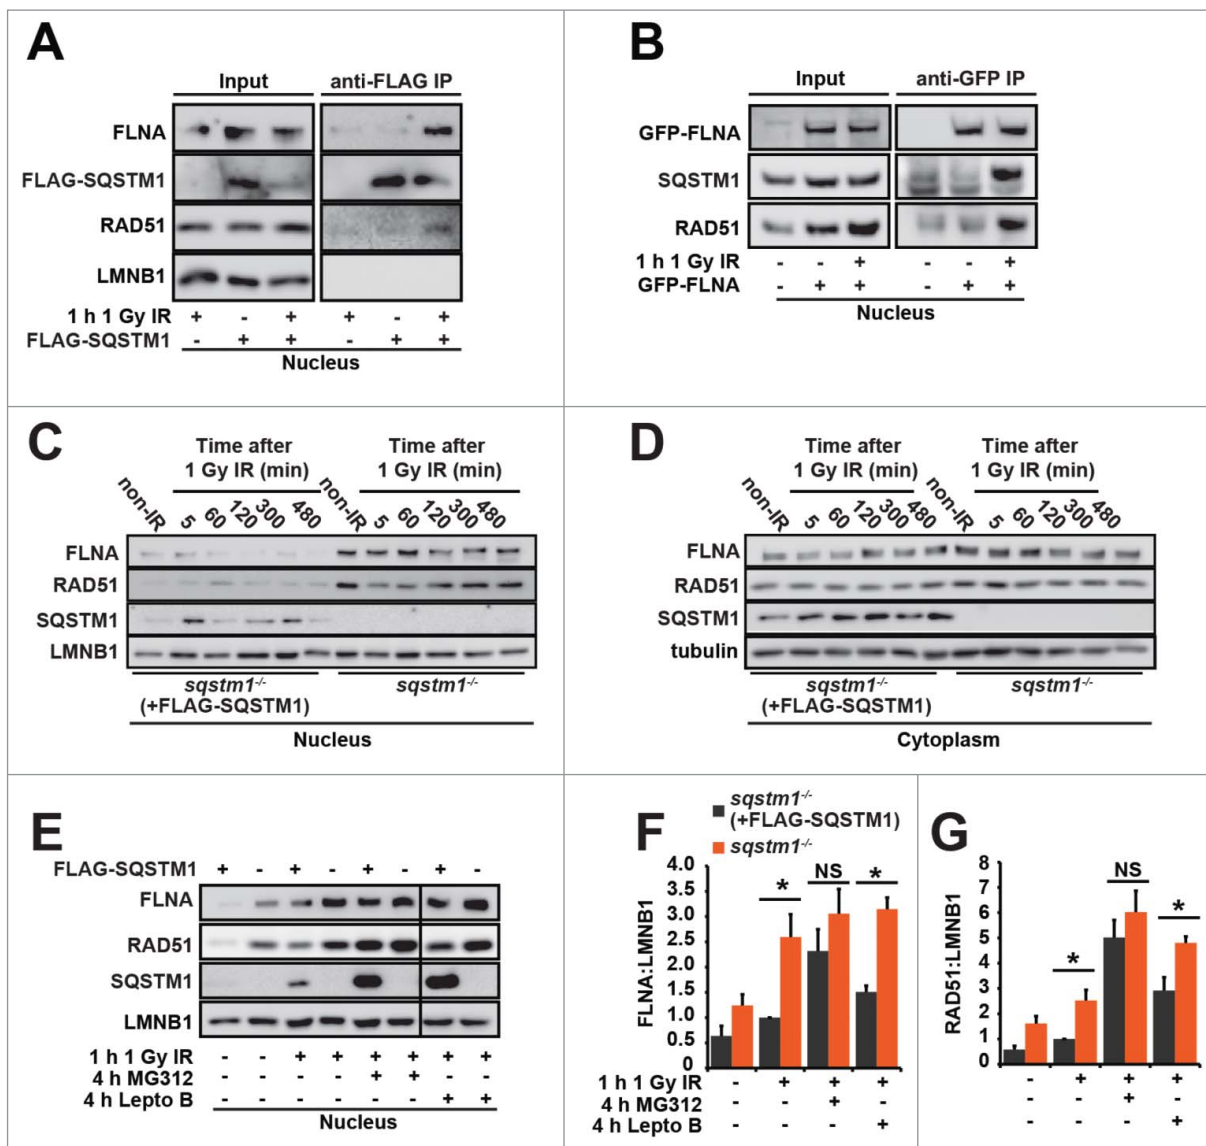 A
Input anti-FLAG IP
FLNA
FLAG-SQSTM1
RAD51
LMNB1
1 h 1 Gy IR + - + + - +
FLAG-SQSTM1 - + + - + +
Nucleus
B
Input anti-GFP IP
GFP-FLNA
SQSTM1
RAD51
1 h 1 Gy IR - - + - - +
GFP-FLNA - + + - + +
Nucleus
C
Time after Time after
1 Gy IR (min) 1 Gy IR (min)
non-IR 5 60 120 300 480 non-IR 5 60 120 300 480
FLNA
RAD51
SQSTM1
LMNB1
sqstm1-/- sqstm1-/-
(+FLAG-SQSTM1)
Nucleus
D
Time after Time after
1 Gy IR (min) 1 Gy IR (min)
non-IR 5 60 120 300 480 non-IR 5 60 120 300 480
FLNA
RAD51
SQSTM1
tubulin
sqstm1-/- sqstm1-/-
(+FLAG-SQSTM1)
Cytoplasm
E
FLAG-SQSTM1 + - + - + - + -
FLNA
RAD51
SQSTM1
LMNB1
1 h 1 Gy IR - - + + + + + +
4 h MG312 - - - - + + - -
4 h Lepto B - - - - - - + +
Nucleus
F
sqstm1-/-
(+FLAG-SQSTM1)
sqstm1-/-
FLNA:LMNB1
4.0
3.5
3.0
2.5
2.0
1.5
1.0
0.5
0
* NS *
1 h 1 Gy IR - + + +
4 h MG312 - - + -
4 h Lepto B - - - +
G
RAD51:LMNB1
8
7
6
5
4
3
2
1
0
* NS *
- + + +
- - + -
- - - +